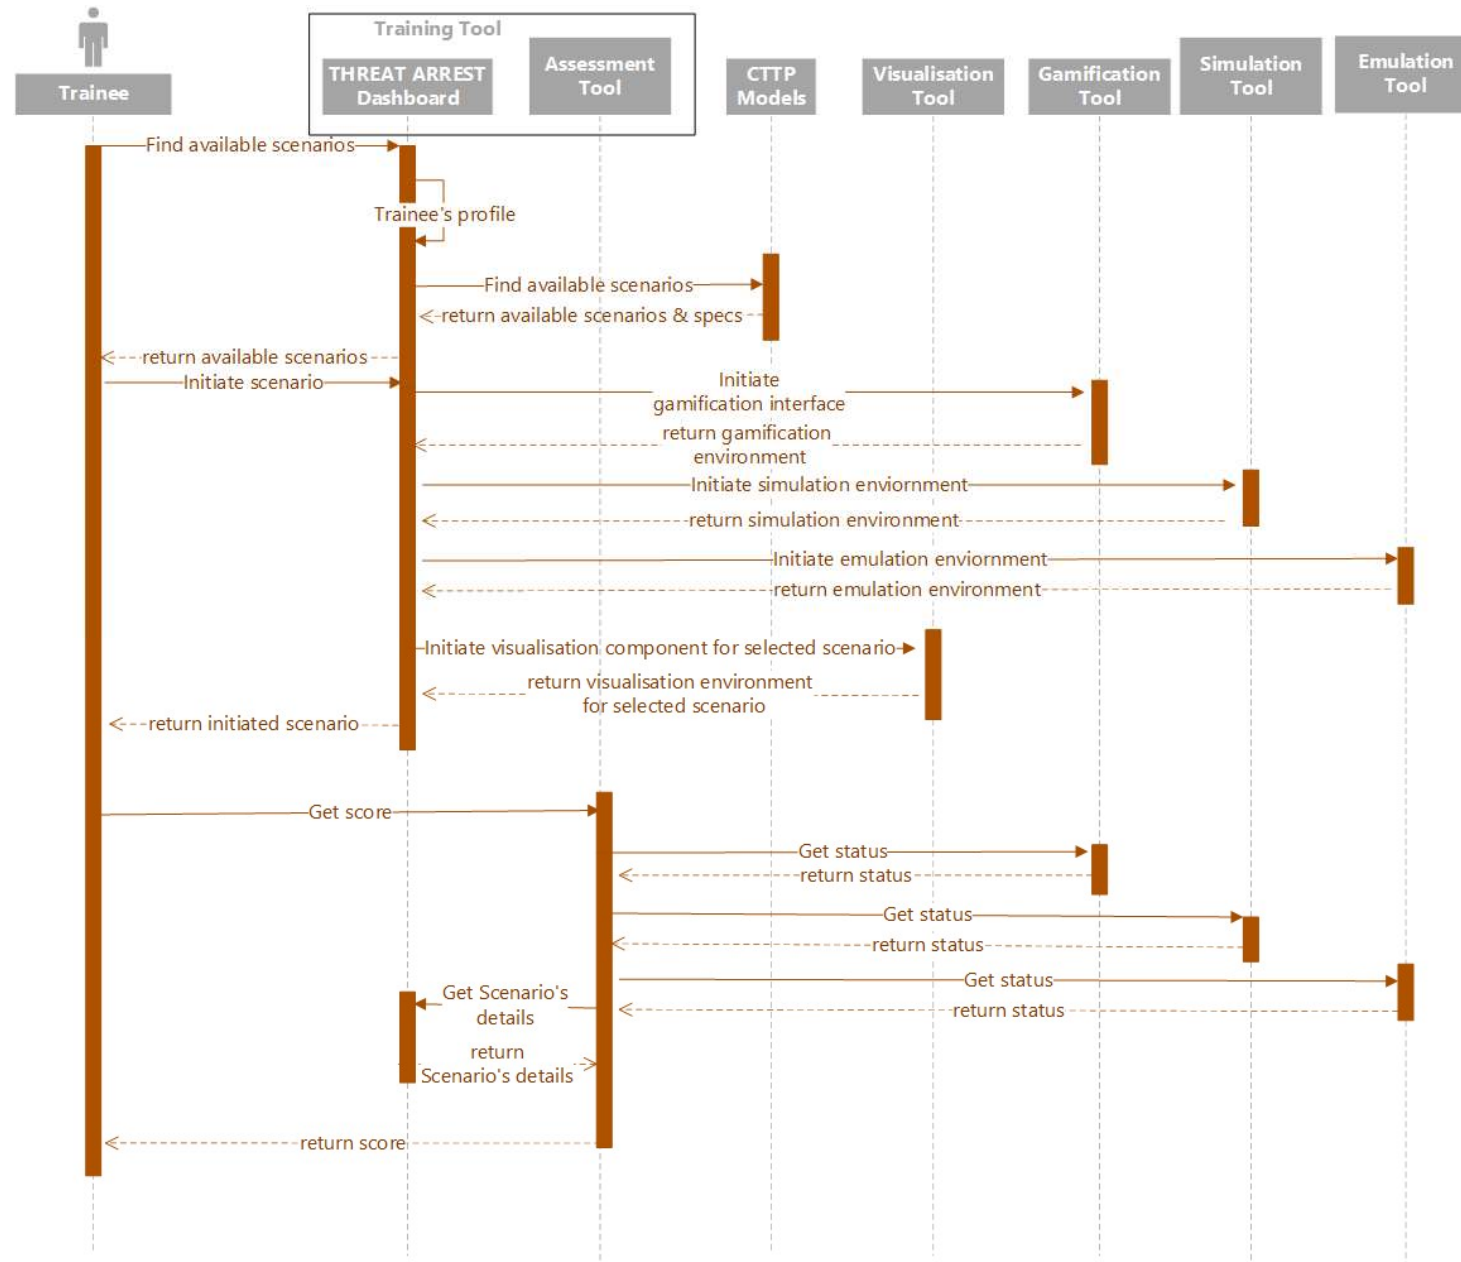 Training Tool
Trainee
THREAT ARREST
Dashboard
Assessment
Tool
CTTP
Models
Visualisation
Tool
Gamification
Tool
Simulation
Tool
Emulation
Tool
Find available scenarios
Trainee's profile
Find available scenarios
return available scenarios & specs
return available scenarios
Initiate scenario
Initiate
gamification interface
return gamification
environment
Initiate simulation enviornment
return simulation environment
Initiate emulation enviornment
return emulation environment
Initiate visualisation component for selected scenario
return visualisation environment
for selected scenario
return initiated scenario
Get score
Get status
return status
Get status
return status
Get status
return status
Get Scenario's
details
return
Scenario's details
return score